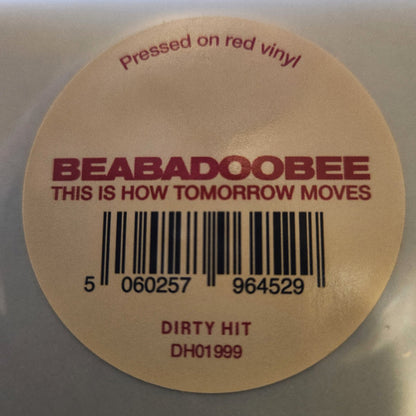 Pressed on red vinyl
BEABADOOBEE
THIS IS HOW TOMORROW MOVES
5 060257 964529
DIRTY HIT
DH01999